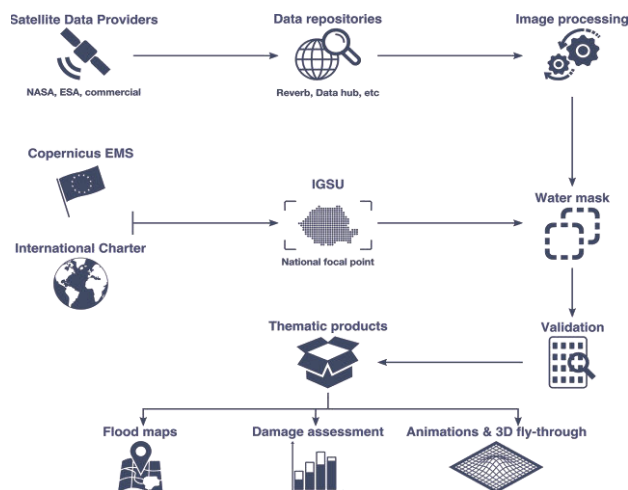 Satellite Data Providers
Data repositories
Image processing
NASA, ESA, commercial
Reverb, Data hub, etc
Copernicus EMS
IGSU
Water mask
International Charter
National focal point
Thematic products
Validation
Flood maps
Damage assessment
Animations & 3D fly-through